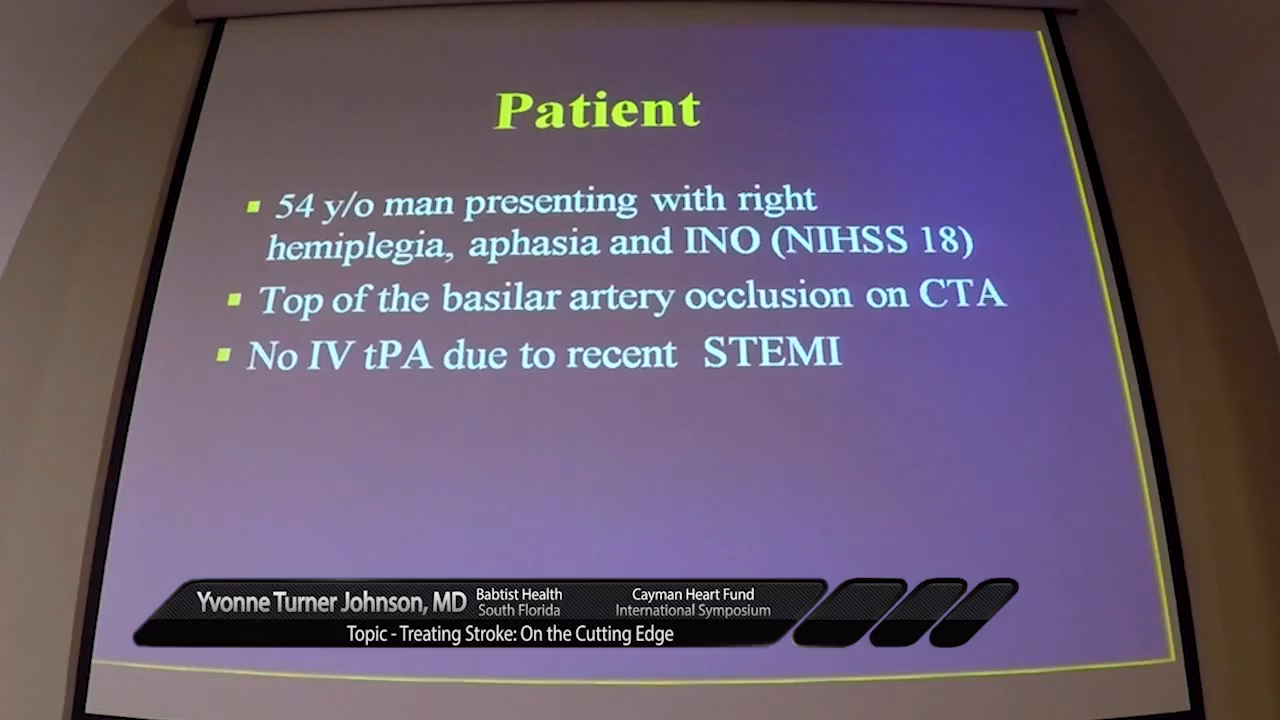 Patient
54 y/o man presenting with right
hemiplegia, aphasia and INO (NIHSS 18)
Top of the basilar artery occlusion on CTA
No IV tPA due to recent STEMI
Yvonne Turner Johnson, MD
Babtist Health
South Florida
Cayman Heart Fund
International Symposium
Topic - Treating Stroke: On the Cutting Edge